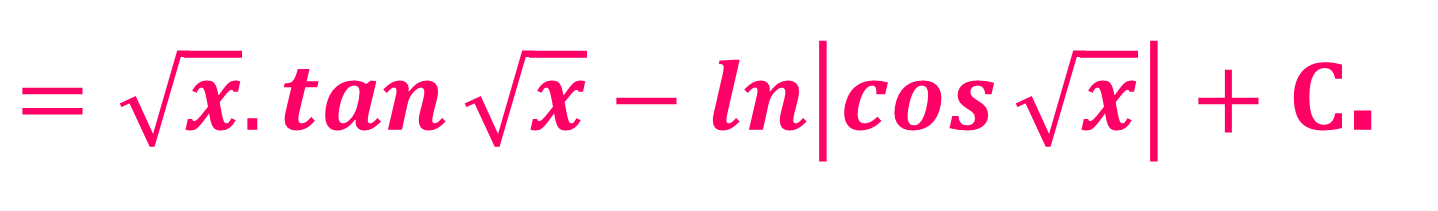 = √x. tan √x − ln|cos √x| + C.